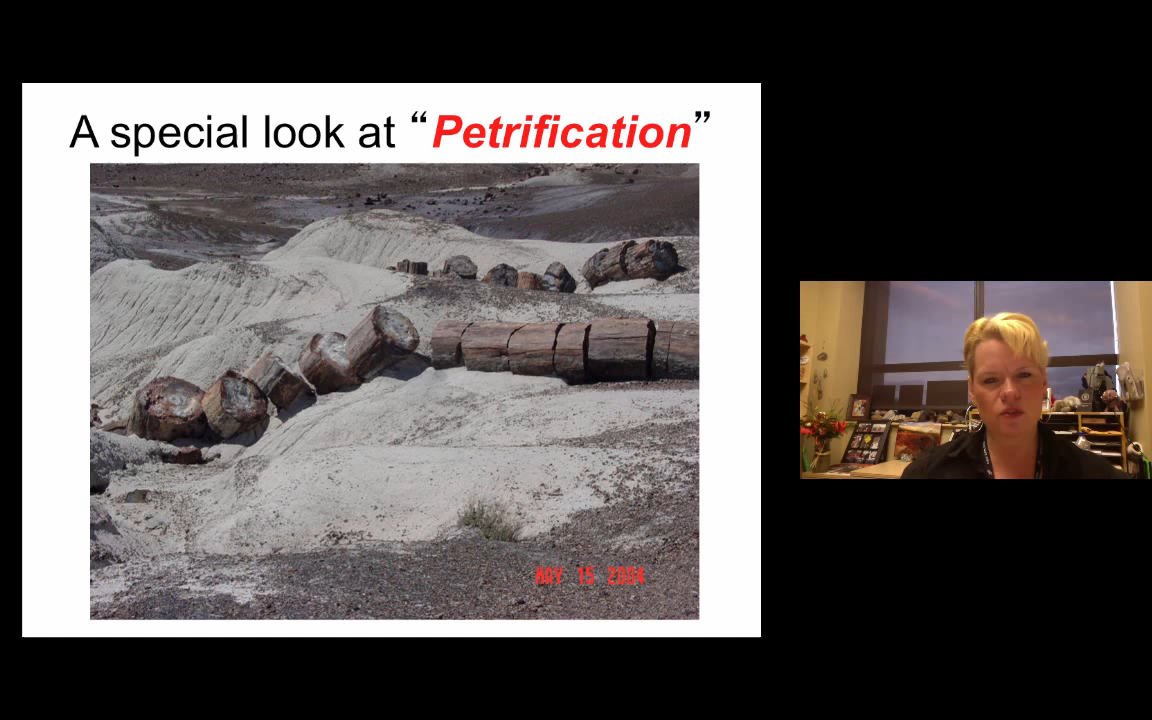 A special look at “Petrification”
MAY 15 2004